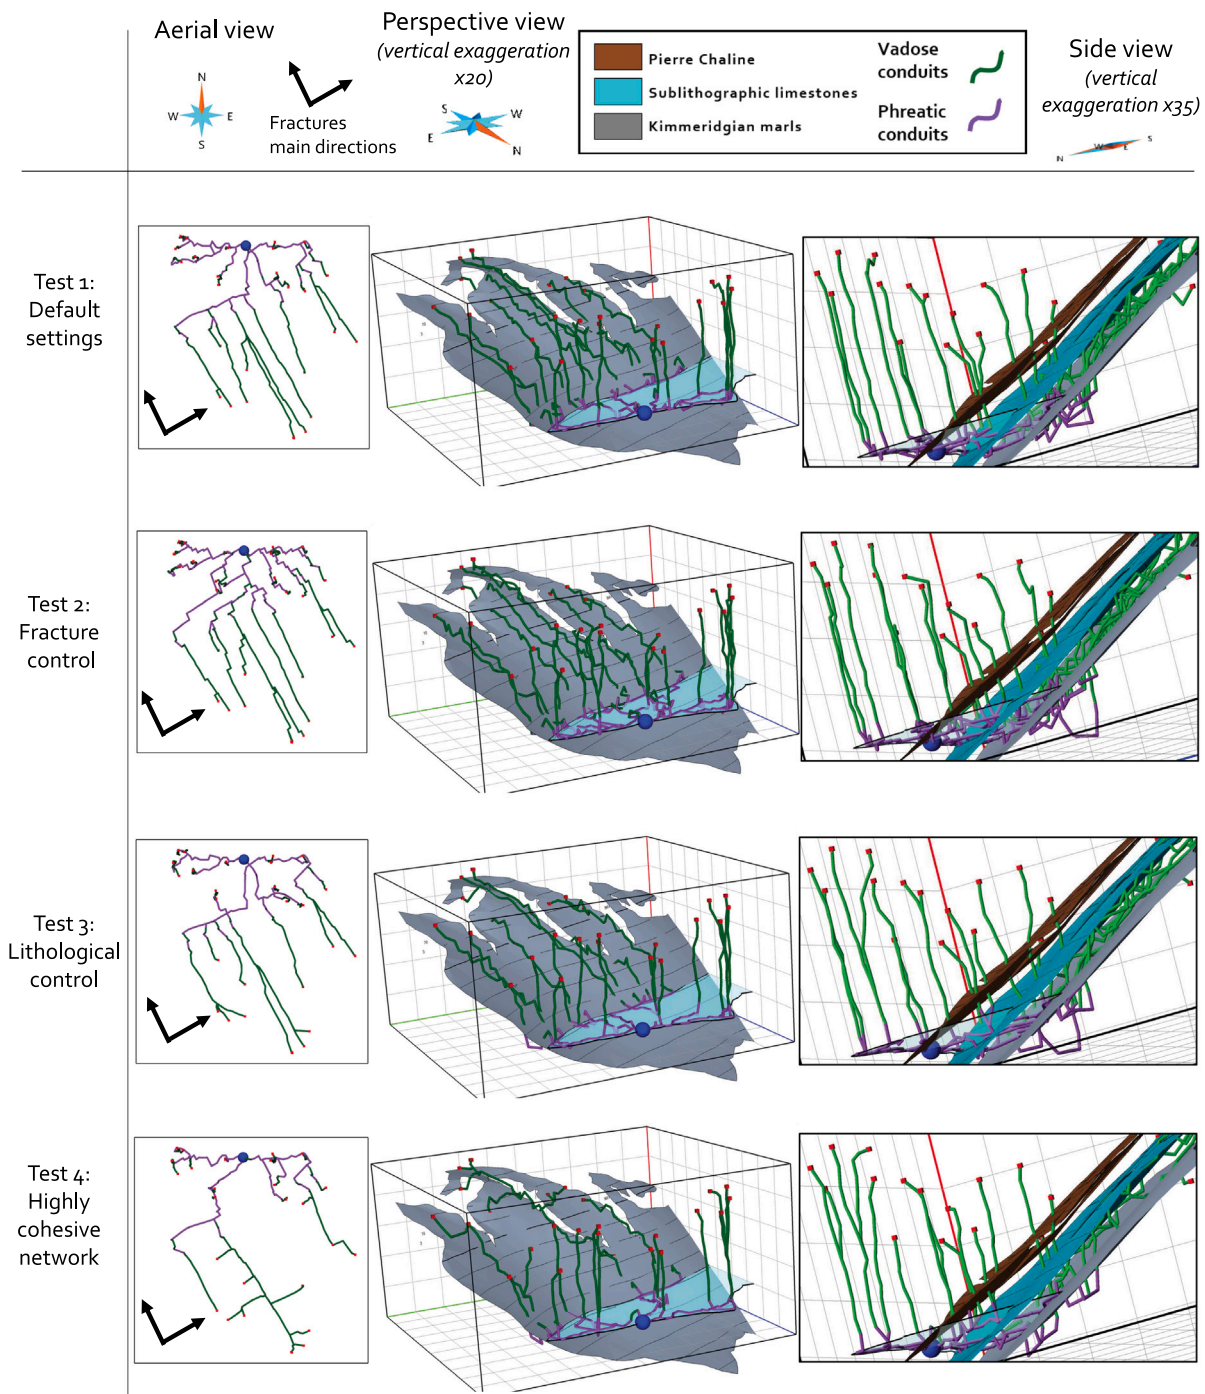 Aerial view
N
W
E
S
Fractures
main directions
Perspective view
(vertical exaggeration
x20)
S
W
E
N
Pierre Chaline
Sublithographic limestones
Kimmeridgian marls
Vadose
conduits
Phreatic
conduits
Side view
(vertical
exaggeration x35)
N
W
E
S
Test 1:
Default
settings
Test 2:
Fracture
control
Test 3:
Lithological
control
Test 4:
Highly
cohesive
network